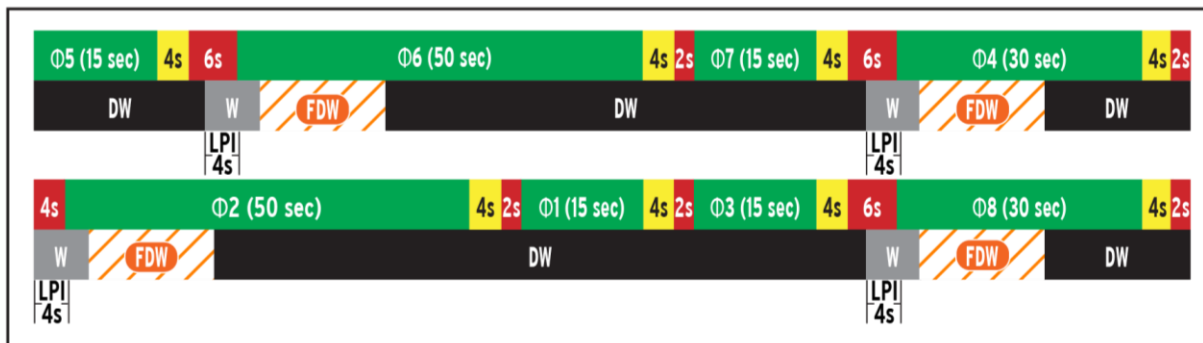 Φ5 (15 sec) 4s 6s Φ6 (50 sec) 4s 2s Φ7 (15 sec) 4s 6s Φ4 (30 sec) 4s 2s
DW W FDW DW W FDW DW
LPI LPI
4s 4s
4s Φ2 (50 sec) 4s 2s Φ1 (15 sec) 4s 2s Φ3 (15 sec) 4s 6s Φ8 (30 sec) 4s 2s
W FDW DW W FDW DW
LPI LPI
4s 4s